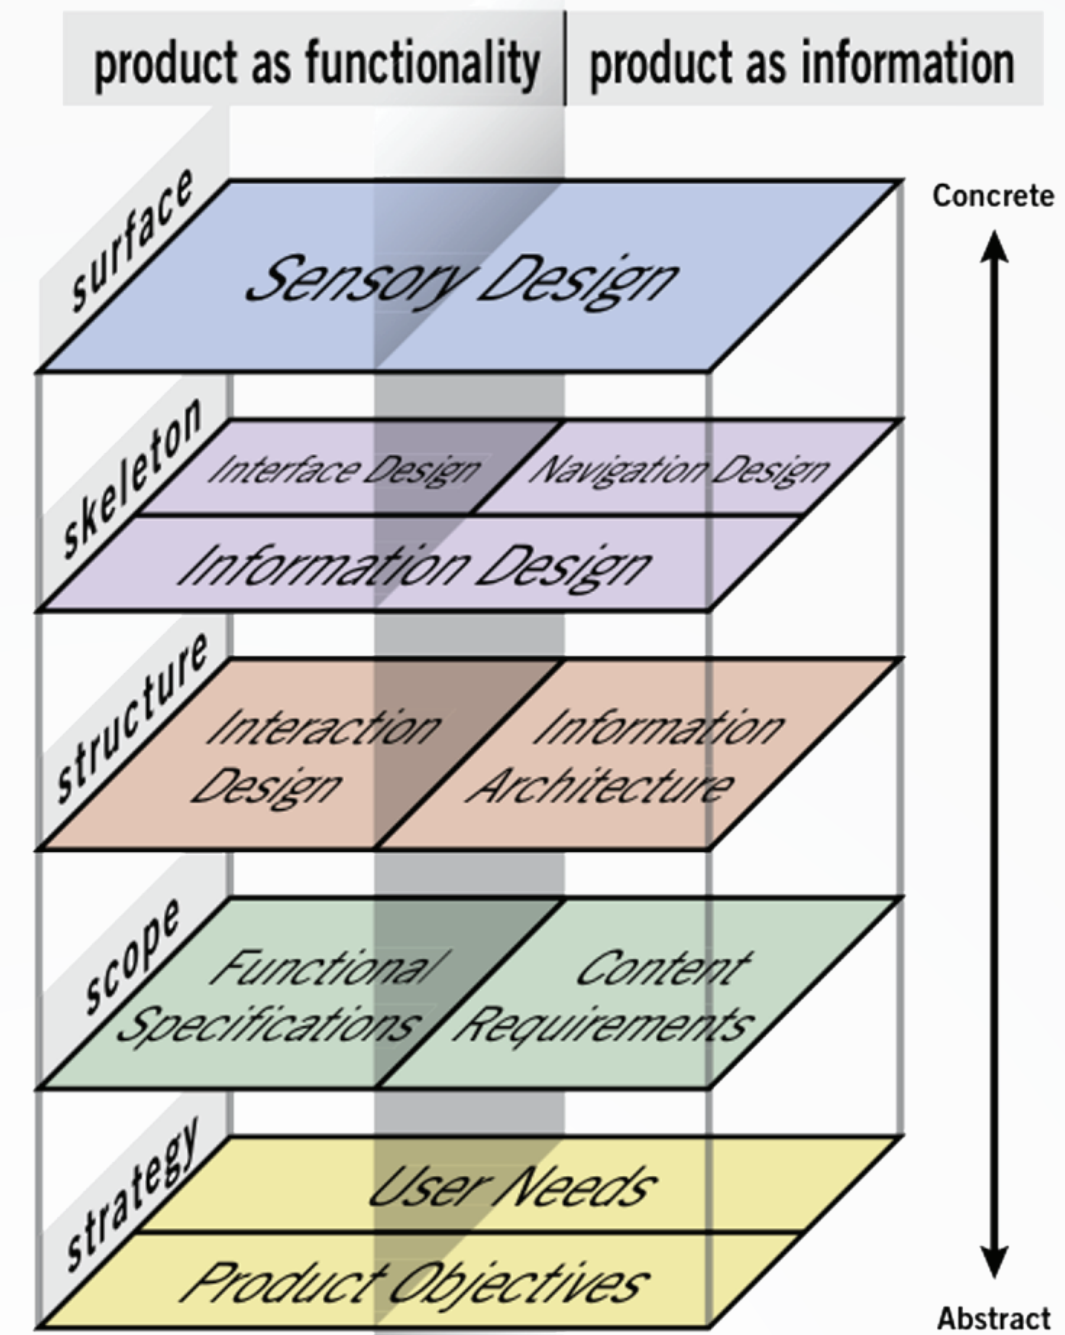 product as functionality
product as information
Concrete
surface
Sensory Design
skeleton
Interface Design
Navigation Design
Information Design
structure
Interaction
Design
Information
Architecture
scope
Functional
Specifications
Content
Requirements
strategy
User Needs
Product Objectives
Abstract